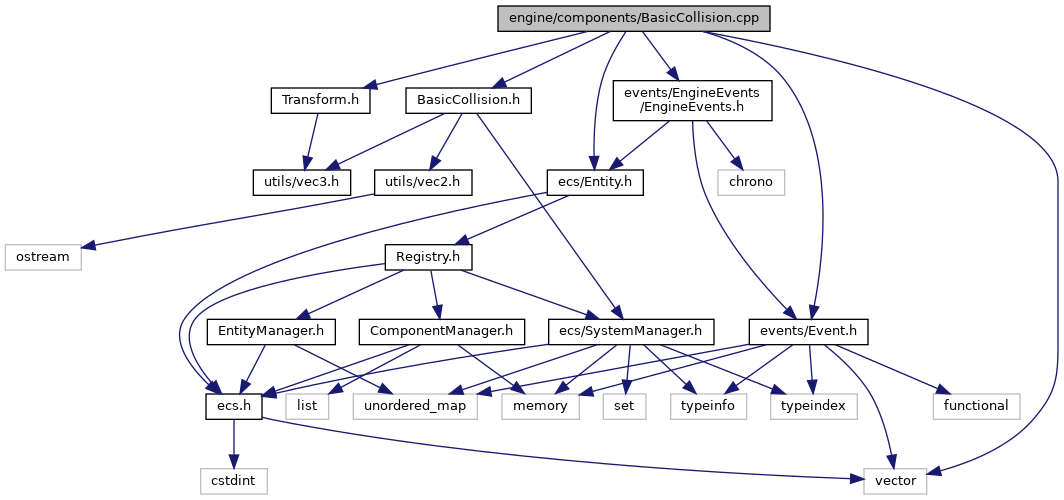 engine/components/BasicCollision.cpp
Transform.h
BasicCollision.h
events/EngineEvents
/EngineEvents.h
utils/vec3.h
utils/vec2.h
ecs/Entity.h
chrono
ostream
Registry.h
EntityManager.h
ComponentManager.h
ecs/SystemManager.h
events/Event.h
ecs.h
list
unordered_map
memory
set
typeinfo
typeindex
functional
cstdint
vector